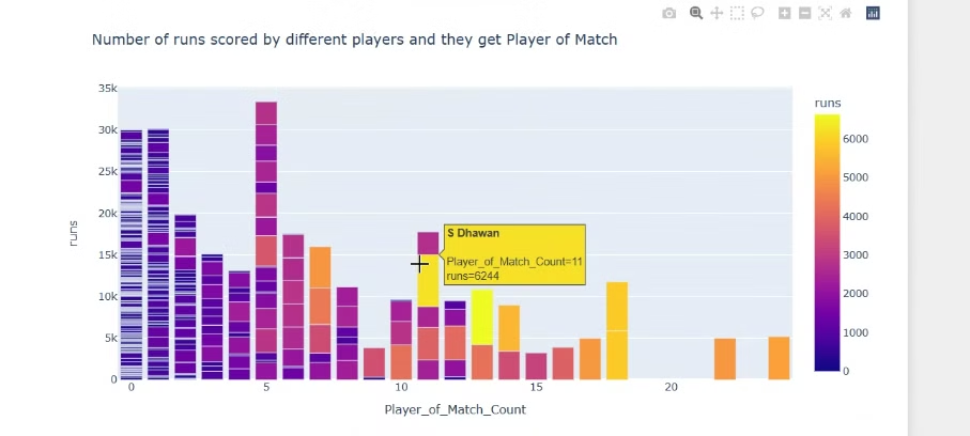 Number of runs scored by different players and they get Player of Match
runs
35k
30k
25k
20k
15k
10k
5k
0
0 5 10 15 20
Player_of_Match_Count
S Dhawan
Player_of_Match_Count=11
runs=6244
runs
6000
5000
4000
3000
2000
1000
0